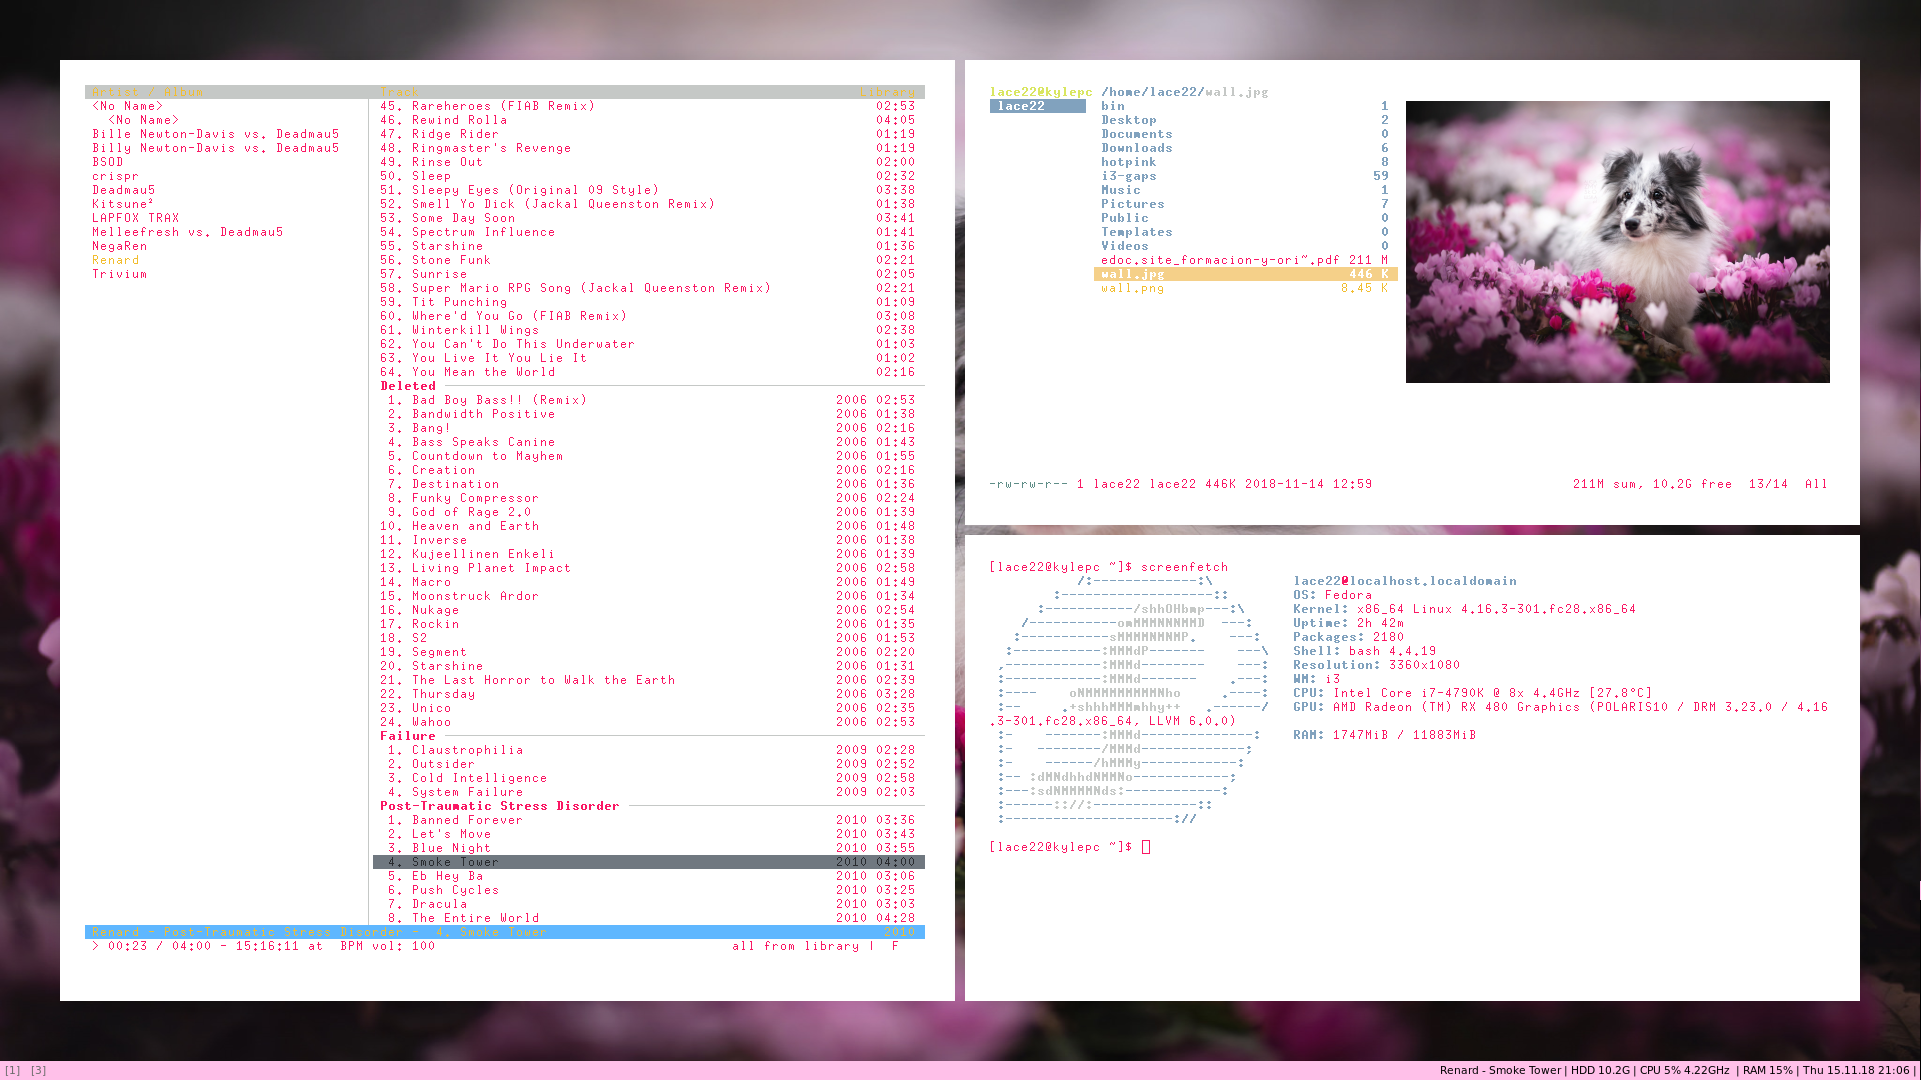 Artist / Album Track Library
<No Name>
<No Name>
Bille Newton-Davis vs. Deadmau5
Billy Newton-Davis vs. Deadmau5
BSOD
crispr
Deadmau5
Kitsune²
LAPFOX TRAX
Melleefresh vs. Deadmau5
NegaRen
Renard
Trivium
45. Rareheroes (FIAB Remix) 02:53
46. Rewind Rolla 04:05
47. Ridge Rider 01:19
48. Ringmaster's Revenge 01:19
49. Rinse Out 02:00
50. Sleep 02:32
51. Sleepy Eyes (Original 09 Style) 03:38
52. Smell Yo Dick (Jackal Queenston Remix) 01:38
53. Some Day Soon 03:41
54. Spectrum Influence 01:41
55. Starshine 01:36
56. Stone Funk 02:21
57. Sunrise 02:05
58. Super Mario RPG Song (Jackal Queenston Remix) 02:21
59. Tit Punching 01:09
60. Where'd You Go (FIAB Remix) 03:08
61. Winterkill Wings 02:38
62. You Can't Do This Underwater 01:03
63. You Live It You Lie It 01:02
64. You Mean the World 02:16
Deleted
1. Bad Boy Bass!! (Remix) 2006 02:53
2. Bandwidth Positive 2006 01:38
3. Bang! 2006 02:16
4. Bass Speaks Canine 2006 01:43
5. Countdown to Mayhem 2006 01:55
6. Creation 2006 02:16
7. Destination 2006 01:36
8. Funky Compressor 2006 02:24
9. God of Rage 2.0 2006 01:39
10. Heaven and Earth 2006 01:48
11. Inverse 2006 01:38
12. Kujeellinen Enkeli 2006 01:39
13. Living Planet Impact 2006 02:58
14. Macro 2006 01:49
15. Moonstruck Ardor 2006 01:34
16. Nukage 2006 02:54
17. Rockin 2006 01:35
18. S2 2006 01:53
19. Segment 2006 02:20
20. Starshine 2006 01:31
21. The Last Horror to Walk the Earth 2006 02:39
22. Thursday 2006 03:28
23. Unico 2006 02:35
24. Wahoo 2006 02:53
Failure
1. Claustrophilia 2009 02:28
2. Outsider 2009 02:52
3. Cold Intelligence 2009 02:58
4. System Failure 2009 02:03
Post-Traumatic Stress Disorder
1. Banned Forever 2010 03:36
2. Let's Move 2010 03:43
3. Blue Night 2010 03:55
4. Smoke Tower 2010 04:00
5. Eb Hey Ba 2010 03:06
6. Push Cycles 2010 03:25
7. Dracula 2010 03:03
8. The Entire World 2010 04:28
Renard - Post-Traumatic Stress Disorder - 4. Smoke Tower 2010
> 00:23 / 04:00 - 15:16:11 at BPM vol: 100 all from library | F
lace22@kylepc /home/lace22/wall.jpg
lace22
bin 1
Desktop 2
Documents 0
Downloads 6
hotpink 8
i3-gaps 59
Music 1
Pictures 7
Public 0
Templates 0
Videos 0
edoc.site_formacion-y-ori~.pdf 211 M
wall.jpg 446 K
wall.png 8.45 K
-rw-rw-r-- 1 lace22 lace22 446K 2018-11-14 12:59 211M sum, 10.2G free 13/14 All
[lace22@kylepc ~]$ screenfetch
/:-------------:\ lace22@localhost.localdomain
:-------------------:: OS: Fedora
:-----------/shhOHbmp---:\ Kernel: x86_64 Linux 4.16.3-301.fc28.x86_64
/-----------omMMMNNNMMD ---: Uptime: 2h 42m
:-----------sMMMMNMNMP. ---: Packages: 2180
:-----------:MMMdP------- ---\ Shell: bash 4.4.19
,------------:MMMd-------- ---: Resolution: 3360x1080
:------------:MMMd------- .---: WM: i3
:---- oNMMMMMMMMMNho .----: CPU: Intel Core i7-4790K @ 8x 4.4GHz [27.8°C]
:-- .+shhhMMMmhhy++ .------/ GPU: AMD Radeon (TM) RX 480 Graphics (POLARIS10 / DRM 3.23.0 / 4.16
.3-301.fc28.x86_64, LLVM 6.0.0)
:- -------:MMMd--------------: RAM: 1747MiB / 11883MiB
:- --------/MMMd-------------;
:- ------/hMMMy------------:
:-- :dMNdhhdNMMNo------------;
:---:sdNMMMMNds:------------:
:------:://:-------------::
:---------------------://
[lace22@kylepc ~]$
[1] [3]
Renard - Smoke Tower | HDD 10.2G | CPU 5% 4.22GHz | RAM 15% | Thu 15.11.18 21:06 |